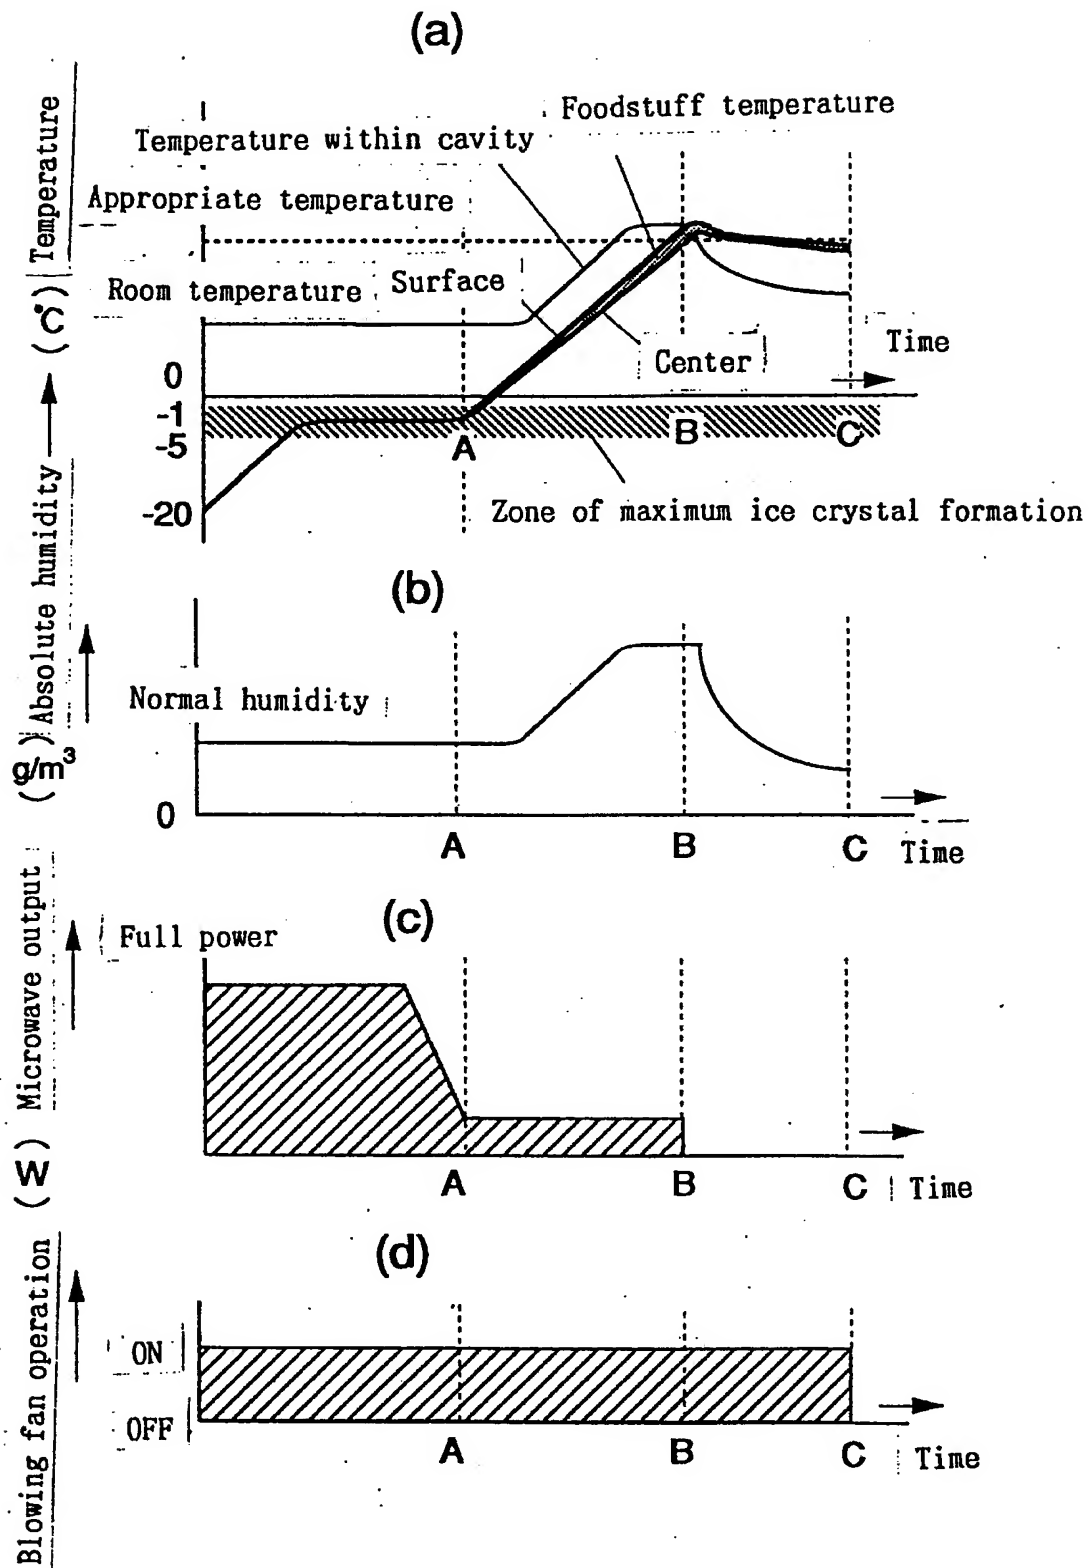 (a)
Temperature
(°C)
Foodstuff temperature
Temperature within cavity
Appropriate temperature
Surface
Room temperature
Center
Time
0
-1
-5
-20
A
B
C
Zone of maximum ice crystal formation
(b)
Absolute humidity
(g/m³)
Normal humidity
0
A
B
C
Time
(c)
Microwave output
(W)
Full power
A
B
C
Time
(d)
Blowing fan operation
ON
OFF
A
B
C
Time